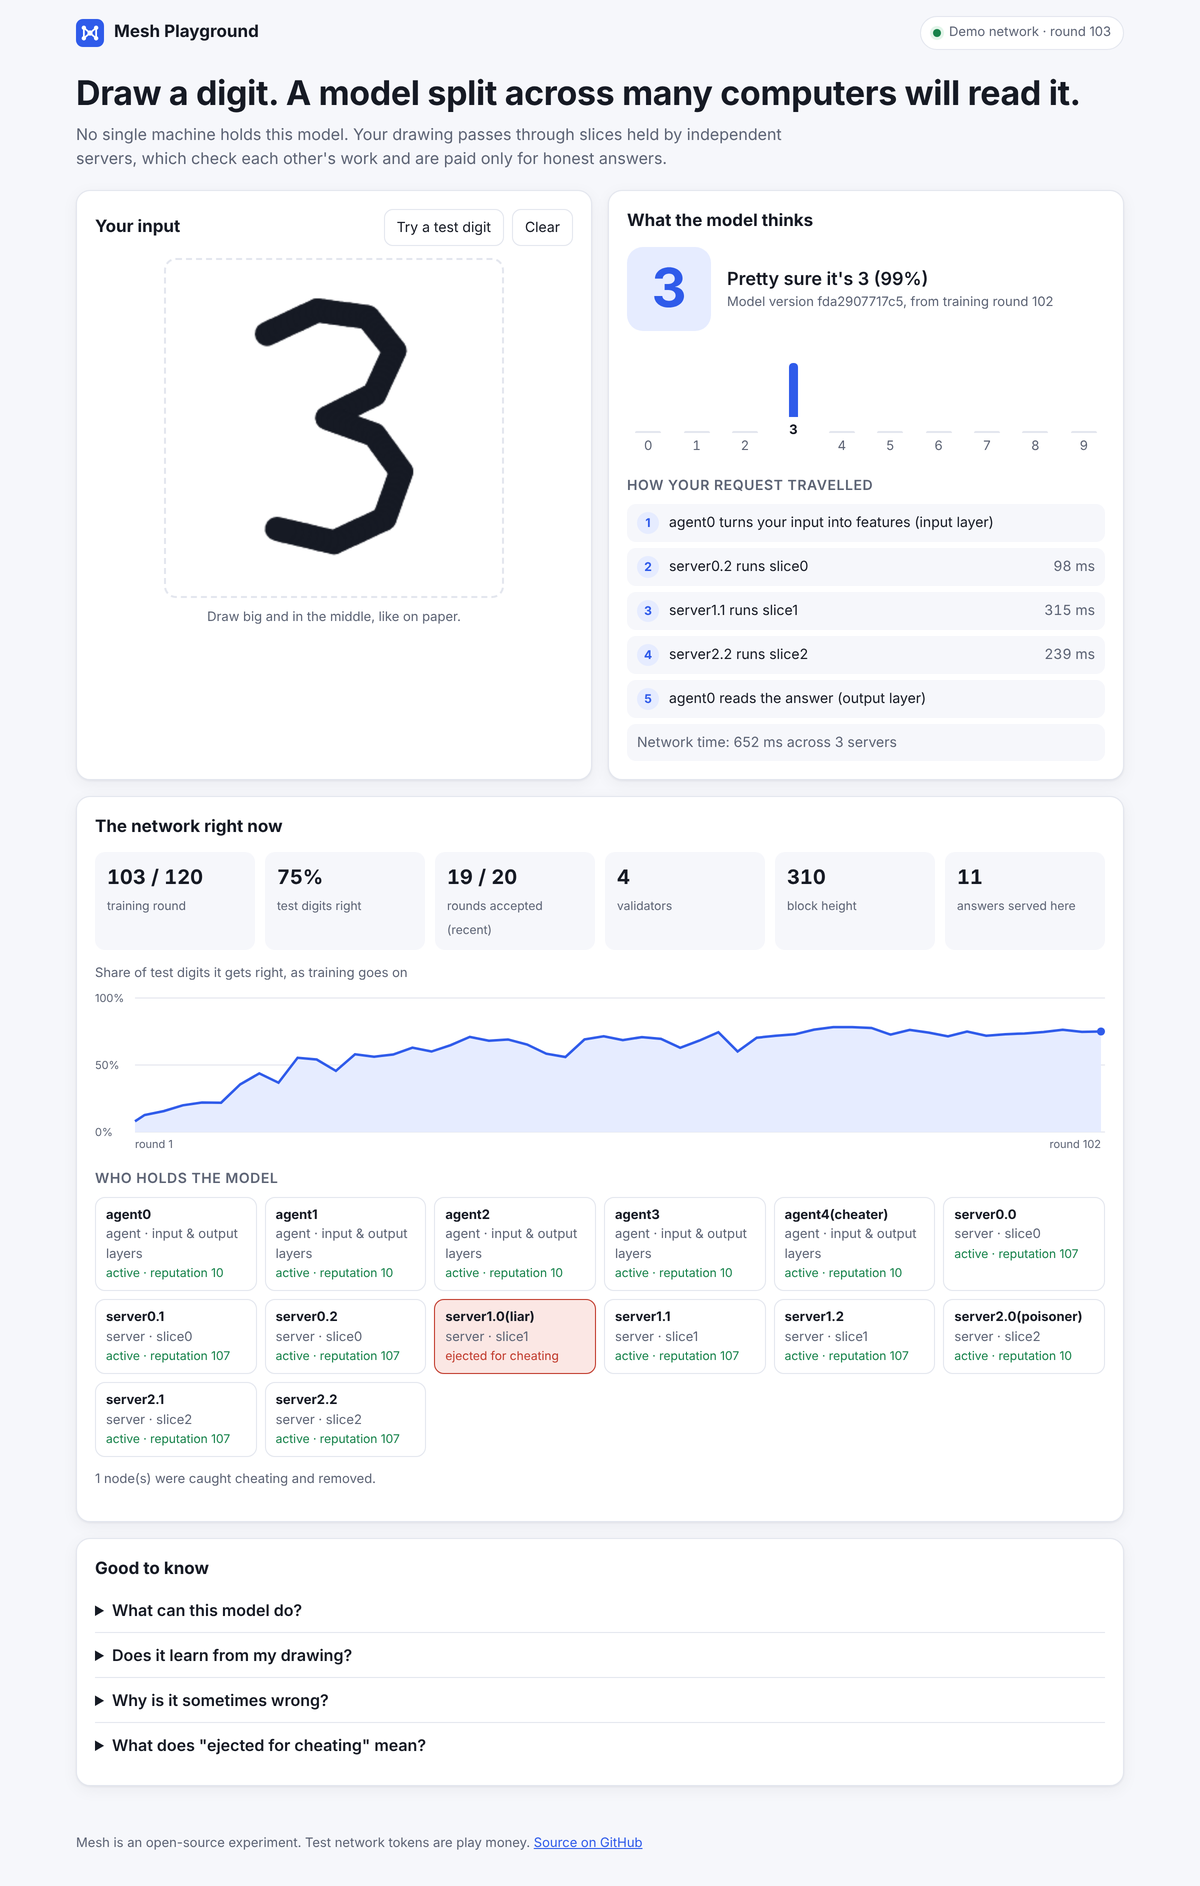 Mesh Playground
Demo network · round 103
Draw a digit. A model split across many computers will read it.
No single machine holds this model. Your drawing passes through slices held by independent
servers, which check each other's work and are paid only for honest answers.
Your input
Try a test digit
Clear
3
Draw big and in the middle, like on paper.
What the model thinks
3
Pretty sure it's 3 (99%)
Model version fda2907717c5, from training round 102
0 1 2 3 4 5 6 7 8 9
HOW YOUR REQUEST TRAVELLED
1 agent0 turns your input into features (input layer)
2 server0.2 runs slice0 98 ms
3 server1.1 runs slice1 315 ms
4 server2.2 runs slice2 239 ms
5 agent0 reads the answer (output layer)
Network time: 652 ms across 3 servers
The network right now
103 / 120
training round
75%
test digits right
19 / 20
rounds accepted
(recent)
4
validators
310
block height
11
answers served here
Share of test digits it gets right, as training goes on
100%
50%
0%
round 1
round 102
WHO HOLDS THE MODEL
agent0
agent · input & output
layers
active · reputation 10
agent1
agent · input & output
layers
active · reputation 10
agent2
agent · input & output
layers
active · reputation 10
agent3
agent · input & output
layers
active · reputation 10
agent4(cheater)
agent · input & output
layers
active · reputation 10
server0.0
server · slice0
active · reputation 107
server0.1
server · slice0
active · reputation 107
server0.2
server · slice0
active · reputation 107
server1.0(liar)
server · slice1
ejected for cheating
server1.1
server · slice1
active · reputation 107
server1.2
server · slice1
active · reputation 107
server2.0(poisoner)
server · slice2
active · reputation 10
server2.1
server · slice2
active · reputation 107
server2.2
server · slice2
active · reputation 107
1 node(s) were caught cheating and removed.
Good to know
What can this model do?
Does it learn from my drawing?
Why is it sometimes wrong?
What does "ejected for cheating" mean?
Mesh is an open-source experiment. Test network tokens are play money. Source on GitHub